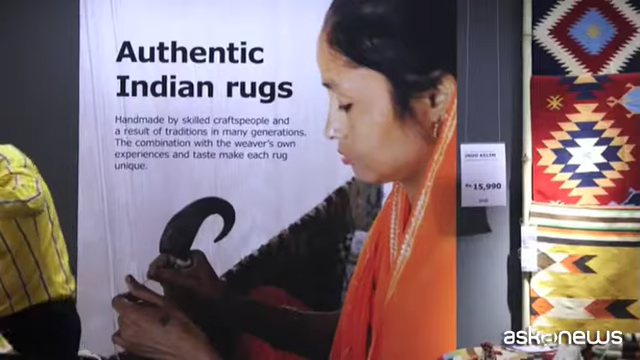 Authentic
Indian rugs
Handmade by skilled craftspeople and
a result of traditions in many generations.
The combination with the weaver's own
experiences and taste make each rug
unique.
INDO KELIM
Rs 15,990
askanews